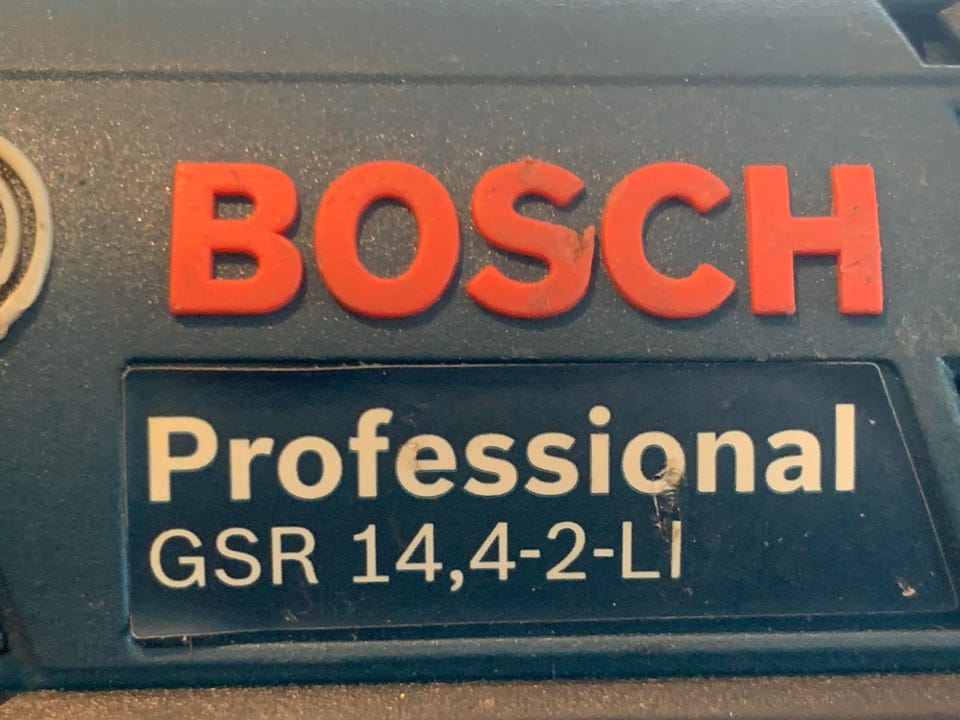 BOSCH
Professional
GSR 14,4-2-LI